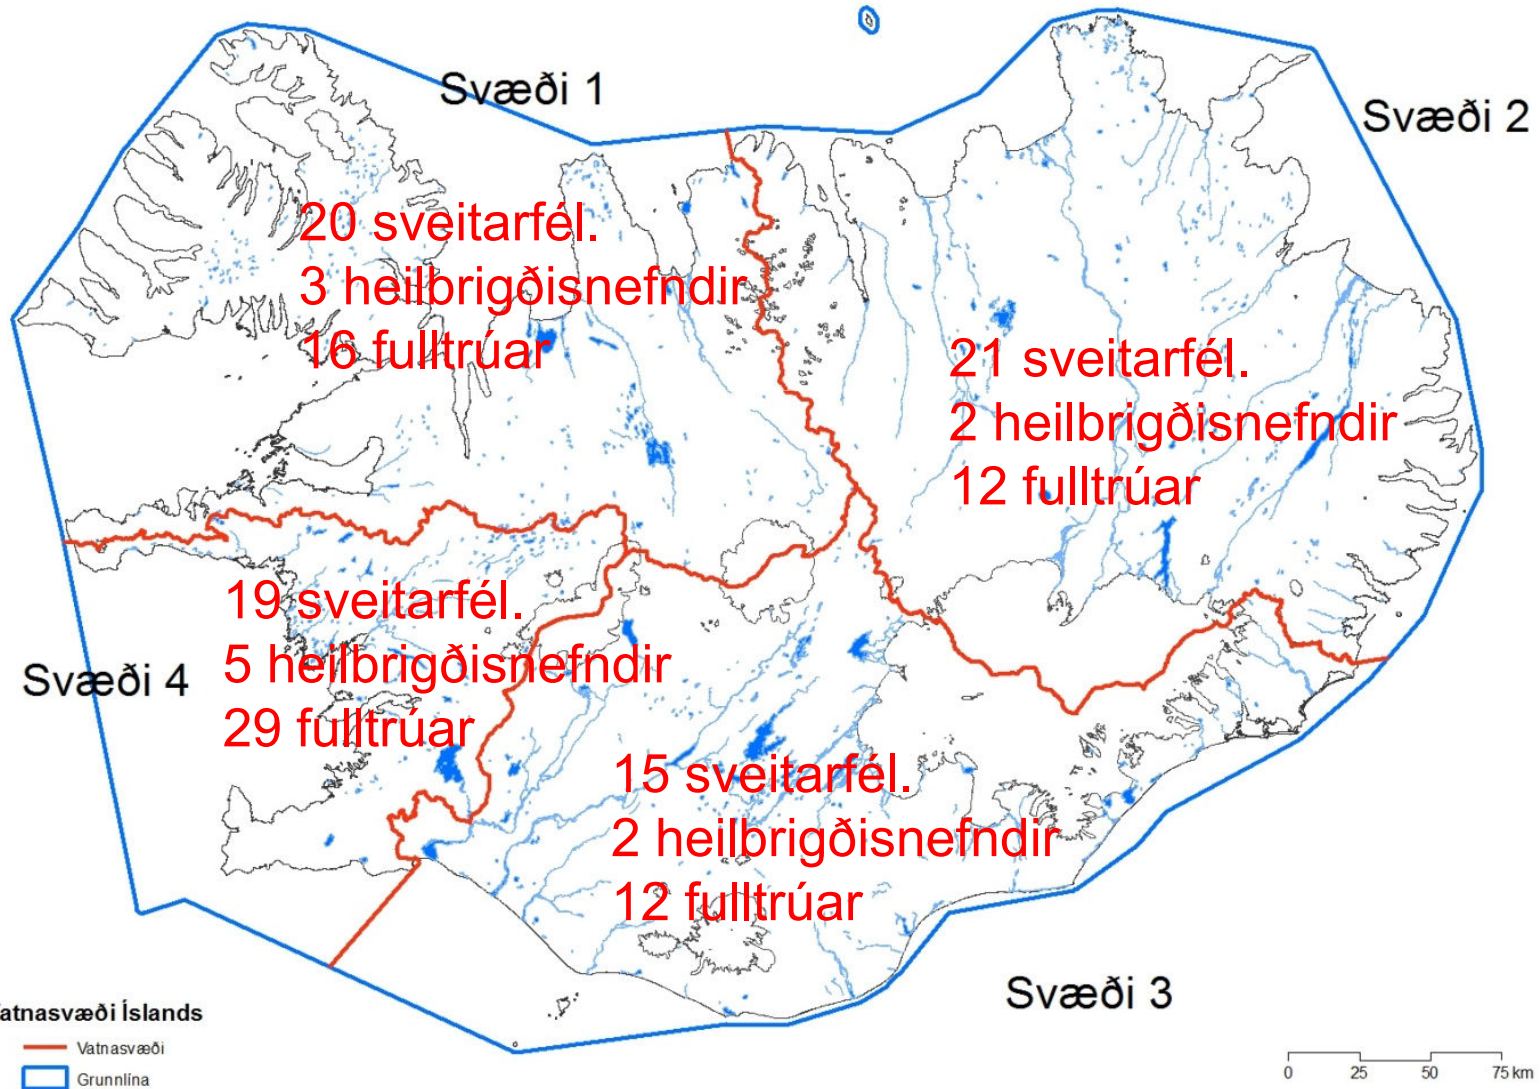 Svæði 1
Svæði 2
20 sveitarfél.
3 heilbrigðisnefndir
16 fulltrúar
21 sveitarfél.
2 heilbrigðisnefndir
12 fulltrúar
19 sveitarfél.
5 heilbrigðisnefndir
29 fulltrúar
Svæði 4
15 sveitarfél.
2 heilbrigðisnefndir
12 fulltrúar
Svæði 3
atnasvæði Íslands
Vatnasvæði
Grunnlína
0 25 50 75 km